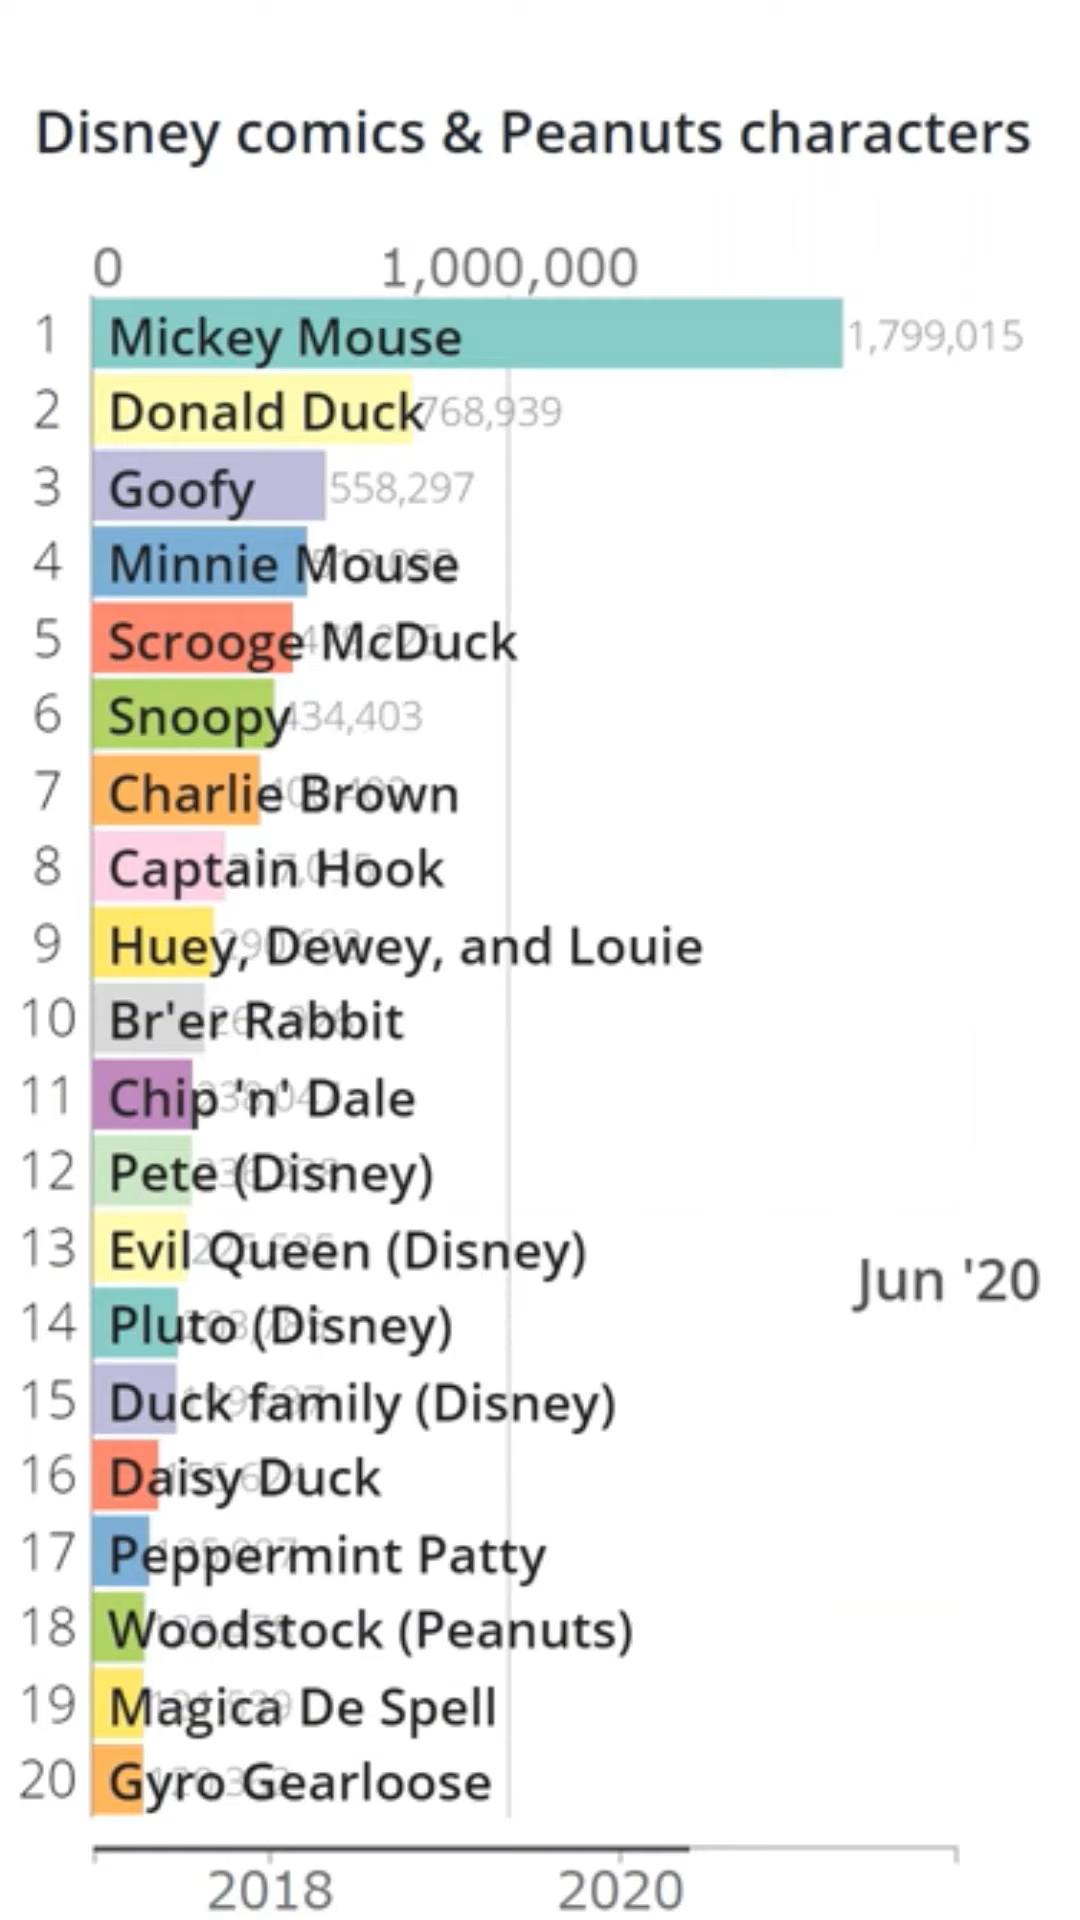 Disney comics & Peanuts characters
0 1,000,000
1 Mickey Mouse 1,799,015
2 Donald Duck 768,939
3 Goofy 558,297
4 Minnie Mouse
5 Scrooge McDuck
6 Snoopy 434,403
7 Charlie Brown
8 Captain Hook
9 Huey, Dewey, and Louie
10 Br'er Rabbit
11 Chip 'n' Dale
12 Pete (Disney)
13 Evil Queen (Disney)
Jun '20
14 Pluto (Disney)
15 Duck family (Disney)
16 Daisy Duck
17 Peppermint Patty
18 Woodstock (Peanuts)
19 Magica De Spell
20 Gyro Gearloose
2018 2020